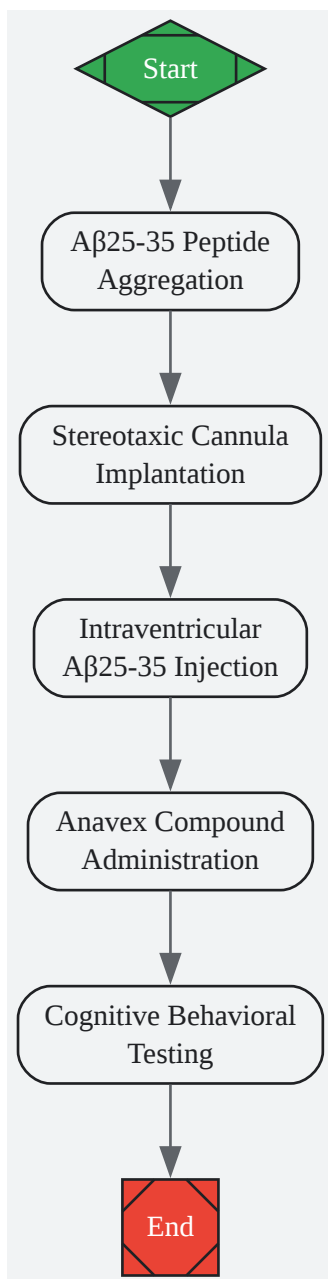 Start
Aβ25-35 Peptide
Aggregation
Stereotaxic Cannula
Implantation
Intraventricular
Aβ25-35 Injection
Anavex Compound
Administration
Cognitive Behavioral
Testing
End